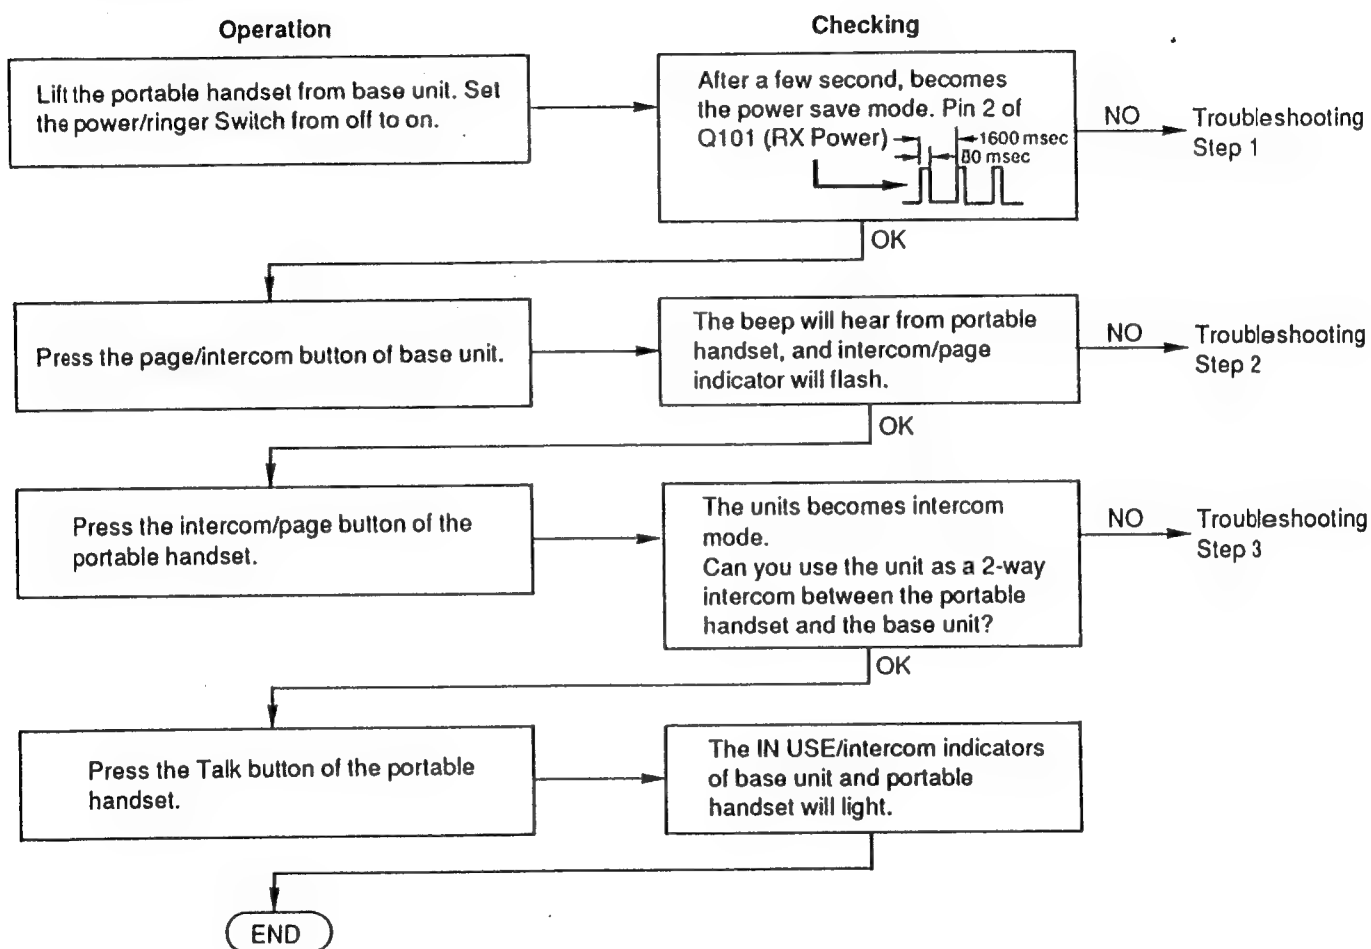 Operation
Checking
Lift the portable handset from base unit. Set
the power/ringer Switch from off to on.
After a few second, becomes
the power save mode. Pin 2 of
Q101 (RX Power)
1600 msec
80 msec
NO
Troubleshooting
Step 1
OK
Press the page/intercom button of base unit.
The beep will hear from portable
handset, and intercom/page
indicator will flash.
NO
Troubleshooting
Step 2
OK
Press the intercom/page button of the
portable handset.
The units becomes intercom
mode.
Can you use the unit as a 2-way
intercom between the portable
handset and the base unit?
NO
Troubleshooting
Step 3
OK
Press the Talk button of the portable
handset.
The IN USE/intercom indicators
of base unit and portable
handset will light.
END